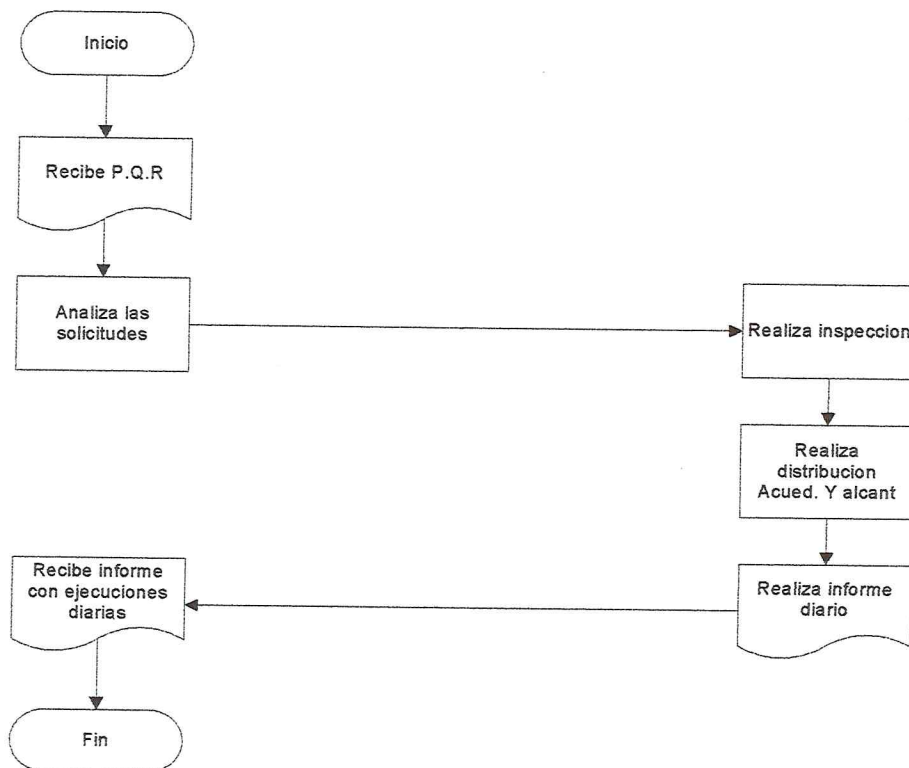 Inicio
Recibe P.Q.R
Analiza las
solicitudes
Realiza inspeccion
Realiza
distribucion
Acued. Y alcant
Realiza informe
diario
Recibe informe
con ejecuciones
diarias
Fin